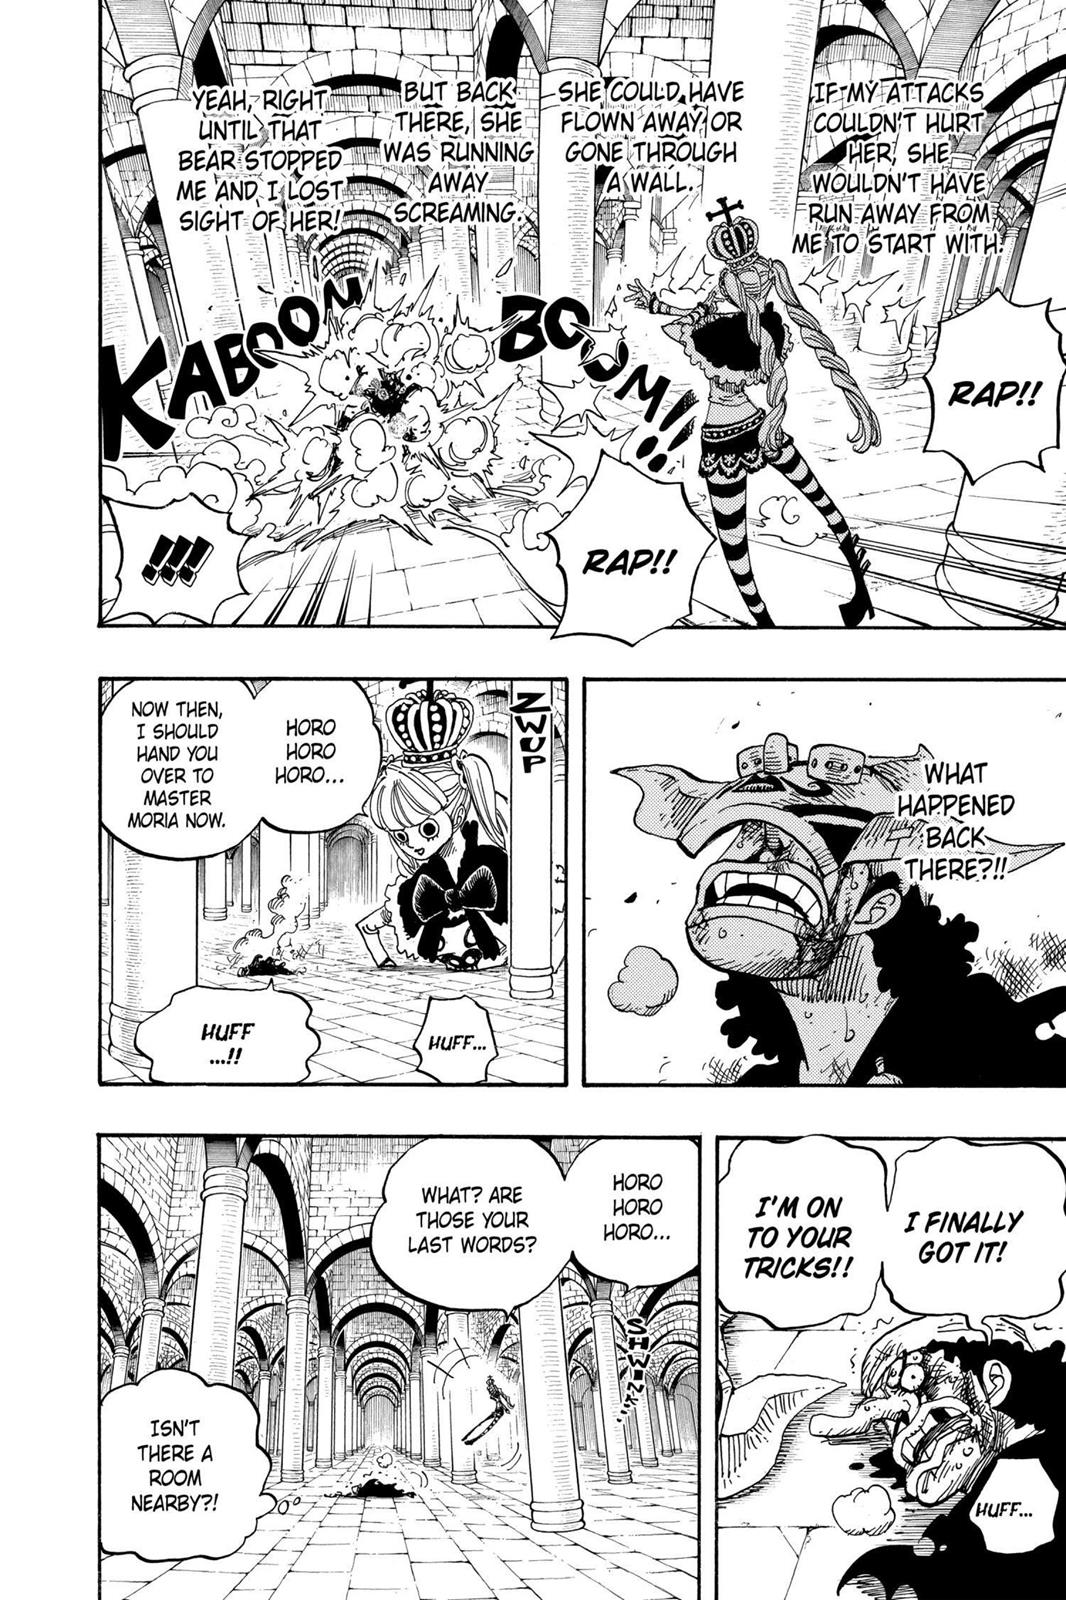 IF MY ATTACKS
COULDN'T HURT
HER, SHE
WOULDN'T HAVE
RUN AWAY FROM
ME TO START WITH.
SHE COULD HAVE
FLOWN AWAY OR
GONE THROUGH
A WALL.
BUT BACK
THERE, SHE
WAS RUNNING
AWAY
SCREAMING.
YEAH, RIGHT
UNTIL THAT
BEAR STOPPED
ME AND I LOST
SIGHT OF HER!
RAP!!
RAP!!
BOOM!!
KABOOM
!!!!
WHAT
HAPPENED
BACK
THERE?!!
ZWUP
HORO
HORO
HORO...
NOW THEN,
I SHOULD
HAND YOU
OVER TO
MASTER
MORIA NOW.
HUFF...
HUFF
...!!
I FINALLY
GOT IT!
I'M ON
TO YOUR
TRICKS!!
HUFF...
HORO
HORO
HORO...
WHAT? ARE
THOSE YOUR
LAST WORDS?
SHWIK...
ISN'T
THERE A
ROOM
NEARBY?!